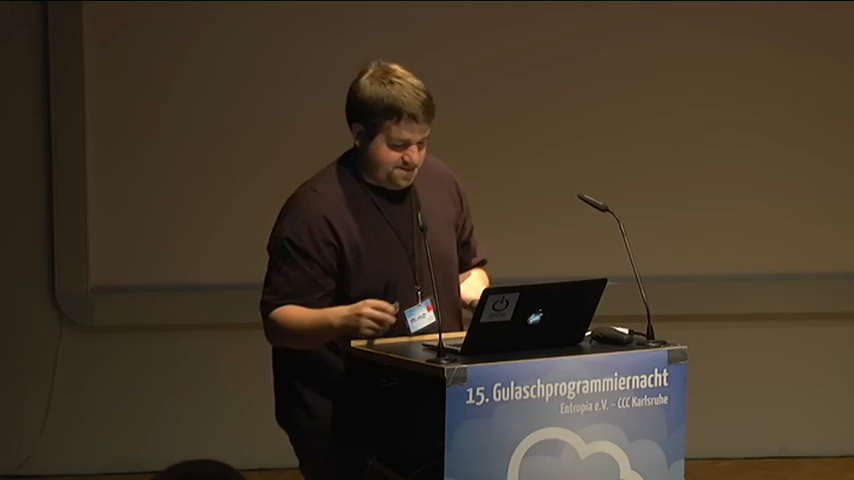 15. Gulaschprogrammiernacht
Entropia e.V. – CCC Karlsruhe